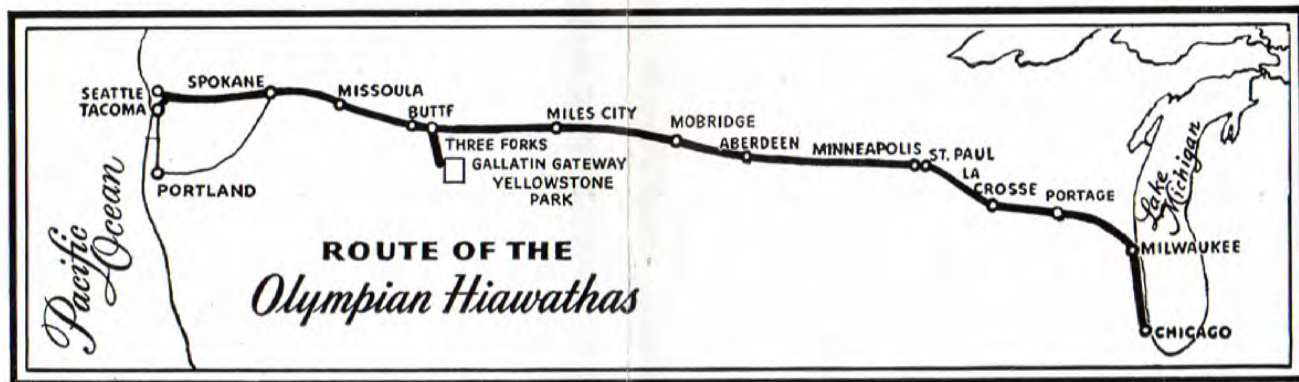 SEATTLE
TACOMA
SPOKANE
MISSOULA
BUTTF
THREE FORKS
GALLATIN GATEWAY
YELLOWSTONE
PARK
MILES CITY
MOBRIDGE
ABERDEEN
MINNEAPOLIS
ST. PAUL
LA
CROSSE
PORTAGE
MILWAUKEE
CHICAGO
Lake
Michigan
PORTLAND
Pacific
Ocean
ROUTE OF THE
Olympian Hiawathas